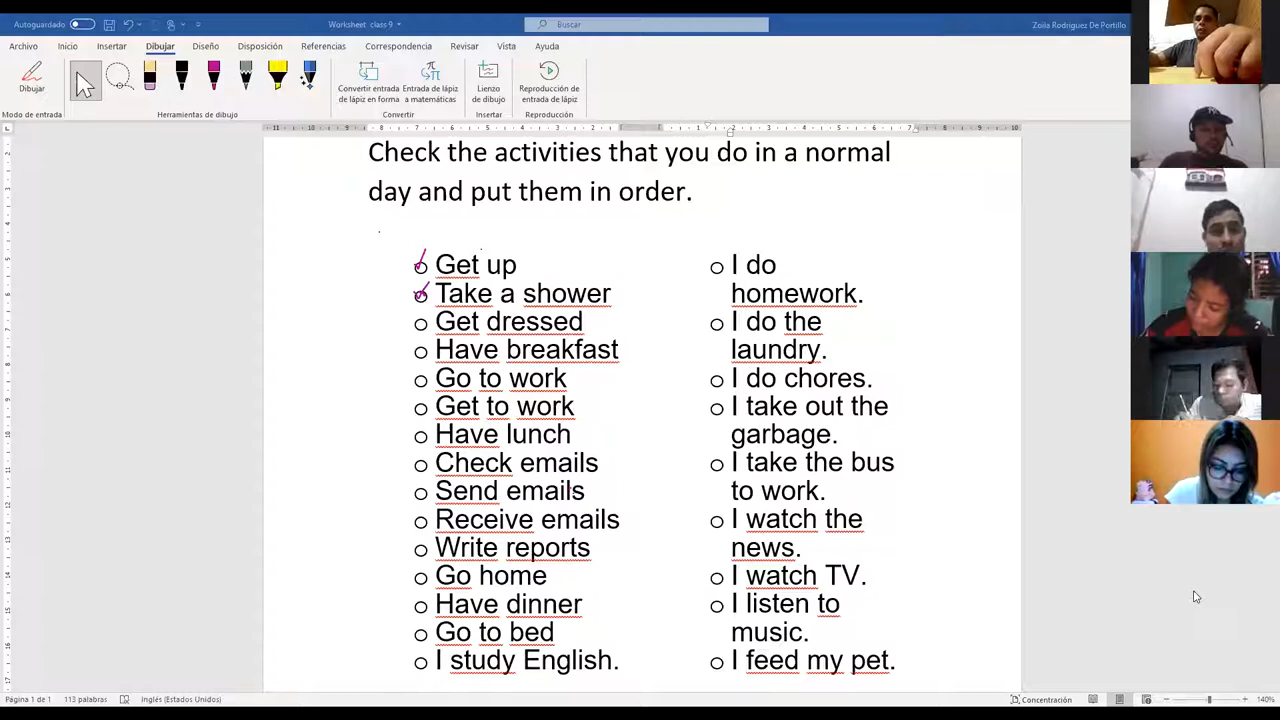 Autoguardado
Worksheet class 9
Buscar
Zoila Rodriguez De Portillo
Archivo Inicio Insertar Dibujar Diseño Disposición Referencias Correspondencia Revisar Vista Ayuda
Dibujar
Convertir entrada de lápiz en forma
Entrada de lápiz a matemáticas
Lienzo de dibujo
Reproducción de entrada de lápiz
Modo de entrada
Herramientas de dibujo
Convertir
Insertar
Reproducción
Check the activities that you do in a normal
day and put them in order.
Get up
Take a shower
Get dressed
Have breakfast
Go to work
Get to work
Have lunch
Check emails
Send emails
Receive emails
Write reports
Go home
Have dinner
Go to bed
I study English.
I do
homework.
I do the
laundry.
I do chores.
I take out the
garbage.
I take the bus
to work.
I watch the
news.
I watch TV.
I listen to
music.
I feed my pet.
Página 1 de 1 113 palabras Inglés (Estados Unidos) Concentración 140%